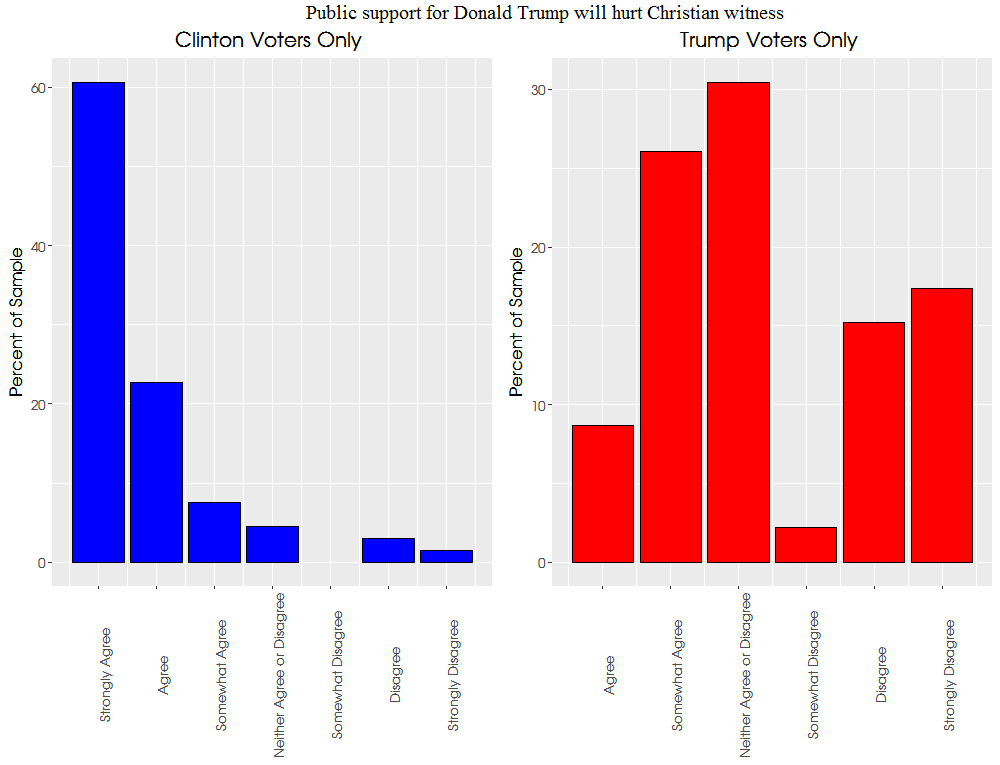 Public support for Donald Trump will hurt Christian witness
Clinton Voters Only
Percent of Sample
60
40
20
0
Strongly Agree
Agree
Somewhat Agree
Neither Agree or Disagree
Somewhat Disagree
Disagree
Strongly Disagree
Trump Voters Only
Percent of Sample
30
20
10
0
Agree
Somewhat Agree
Neither Agree or Disagree
Somewhat Disagree
Disagree
Strongly Disagree